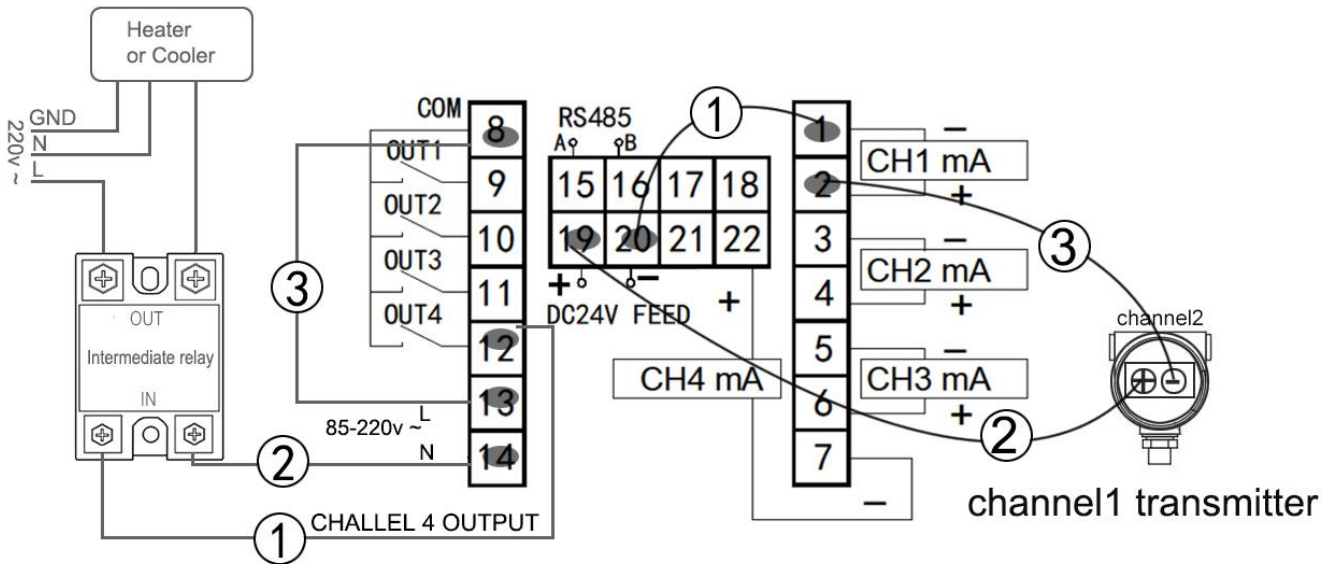 Heater
or Cooler
220v ~
GND
N
L
OUT
Intermediate relay
IN
COM
OUT1
OUT2
OUT3
OUT4
8
9
10
11
12
13
14
85-220v ~
L
N
①
②
③
CHALLEL 4 OUTPUT
RS485
A
B
15 16 17 18
19 20 21 22
+ -
DC24V FEED
+
CH4 mA
-
①
1
2
3
4
5
6
7
-
CH1 mA
+
-
CH2 mA
+
-
CH3 mA
+
③
②
channel2
+ -
channel1 transmitter